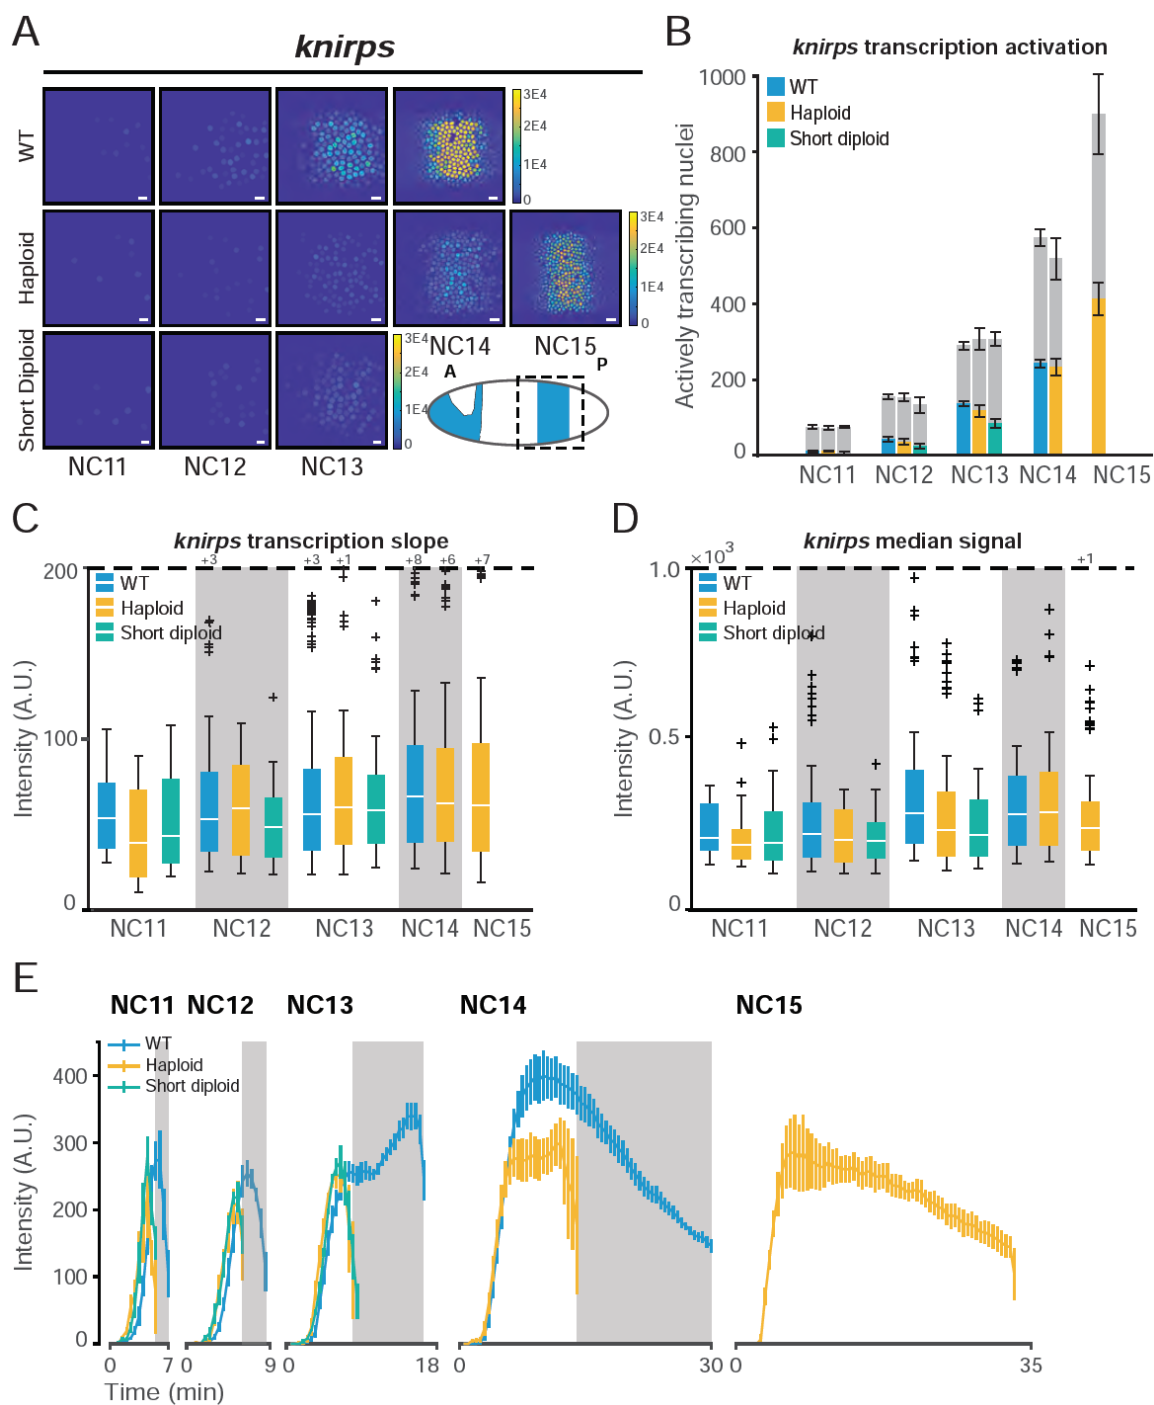 A
knirps
WT
3E4
2E4
1E4
0
Haploid
3E4
2E4
1E4
0
Short Diploid
3E4
2E4
1E4
0
NC14
NC15
A
P
NC11
NC12
NC13
B
knirps transcription activation
Actively transcribing nuclei
1000
800
600
400
200
0
WT
Haploid
Short diploid
NC11
NC12
NC13
NC14
NC15
C
knirps transcription slope
+3
+3
+1
+8
+6
+7
Intensity (A.U.)
200
100
0
WT
Haploid
Short diploid
NC11
NC12
NC13
NC14
NC15
D
knirps median signal
×10³
+1
Intensity (A.U.)
1.0
0.5
0
WT
Haploid
Short diploid
NC11
NC12
NC13
NC14
NC15
E
NC11
NC12
NC13
NC14
NC15
WT
Haploid
Short diploid
Intensity (A.U.)
400
300
200
100
0
0
7
0
9
0
18
0
30
0
35
Time (min)